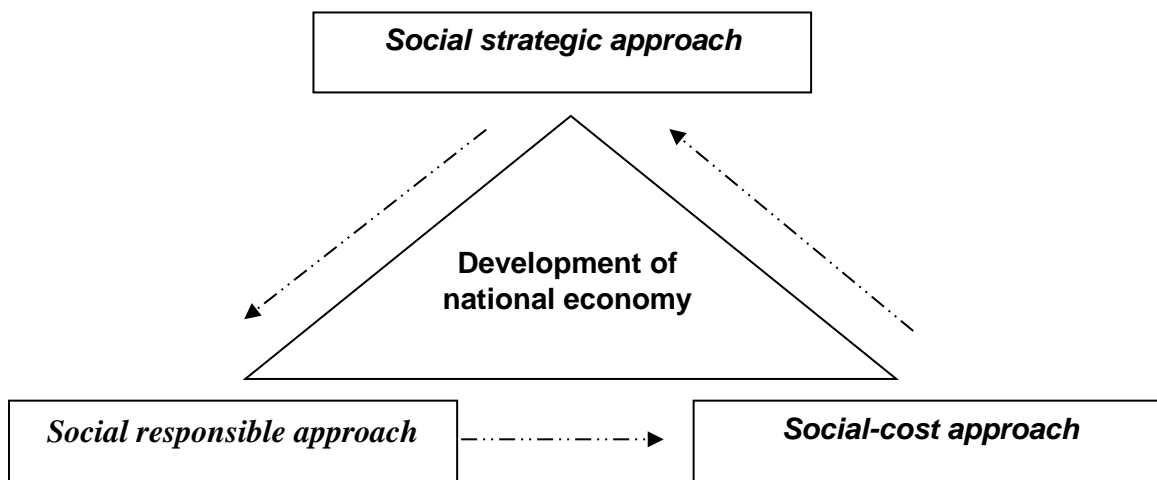 Social strategic approach
Development of
national economy
Social responsible approach
Social-cost approach